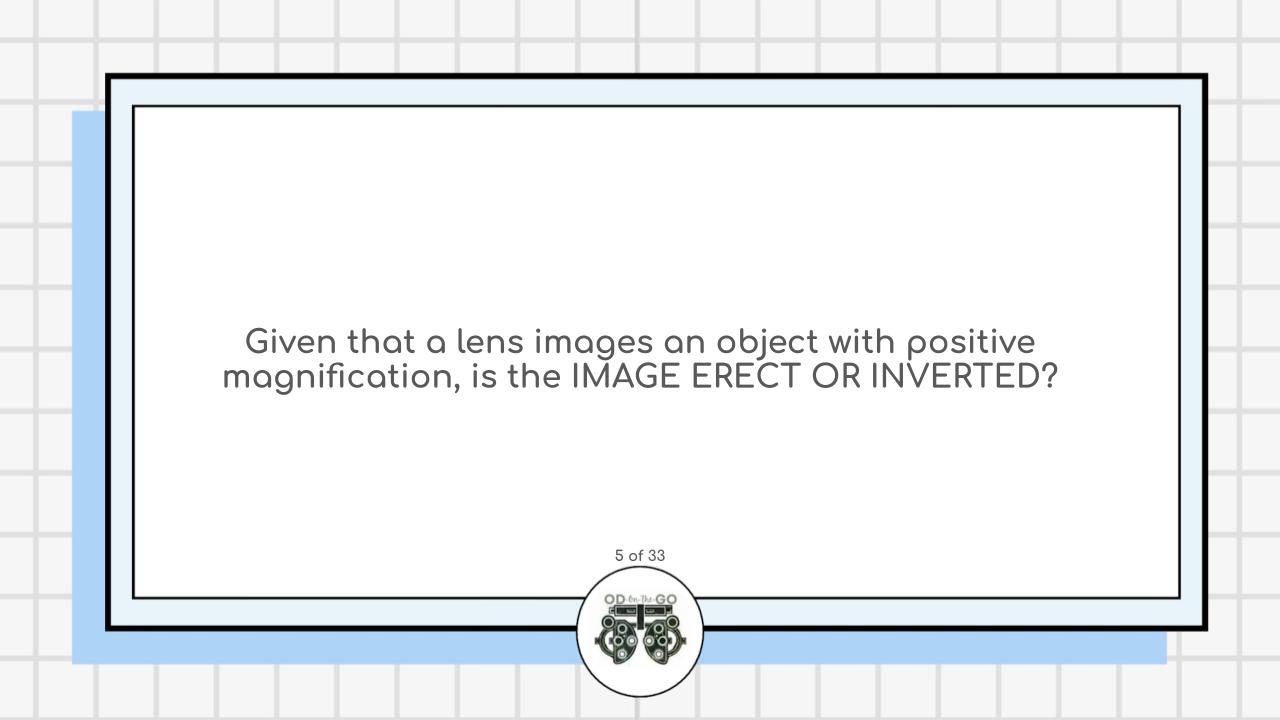 Given that a lens images an object with positive
magnification, is the IMAGE ERECT OR INVERTED?
5 of 33
OD-On-The-GO